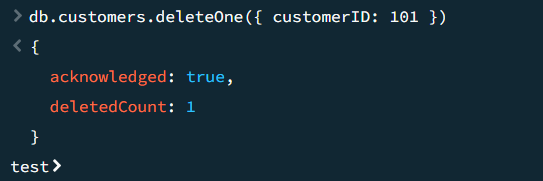 > db.customers.deleteOne({ customerID: 101 })
< {
acknowledged: true,
deletedCount: 1
}
test>